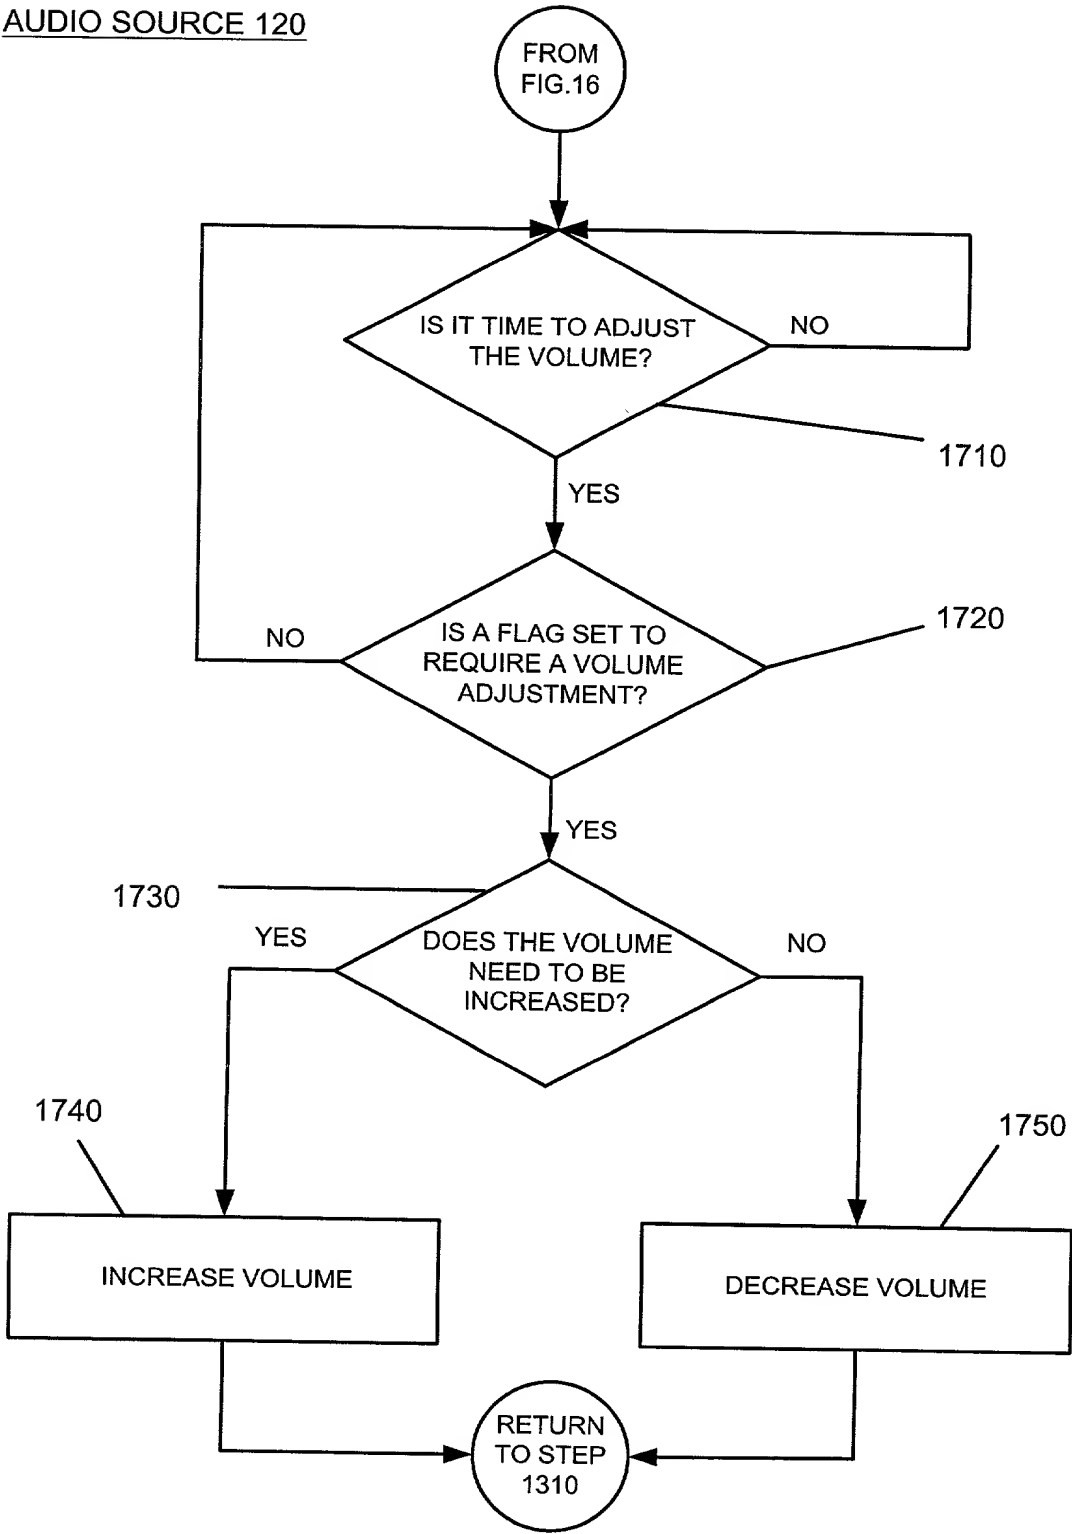 AUDIO SOURCE 120
FROM
FIG.16
IS IT TIME TO ADJUST
THE VOLUME?
NO
1710
YES
IS A FLAG SET TO
REQUIRE A VOLUME
ADJUSTMENT?
NO
1720
YES
1730
YES
DOES THE VOLUME
NEED TO BE
INCREASED?
NO
1740
1750
INCREASE VOLUME
DECREASE VOLUME
RETURN
TO STEP
1310